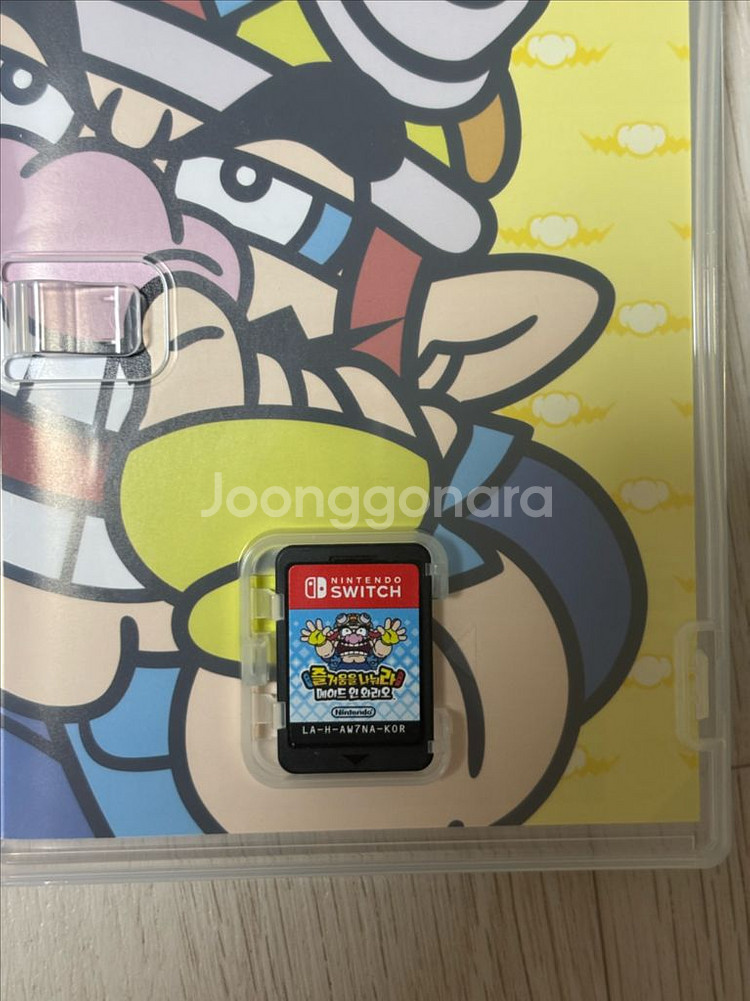 Joonggonara
NINTENDO
SWITCH
즐거움을 나눠라
메이드 인 와리오
Nintendo
LA-H-AW7NA-KOR